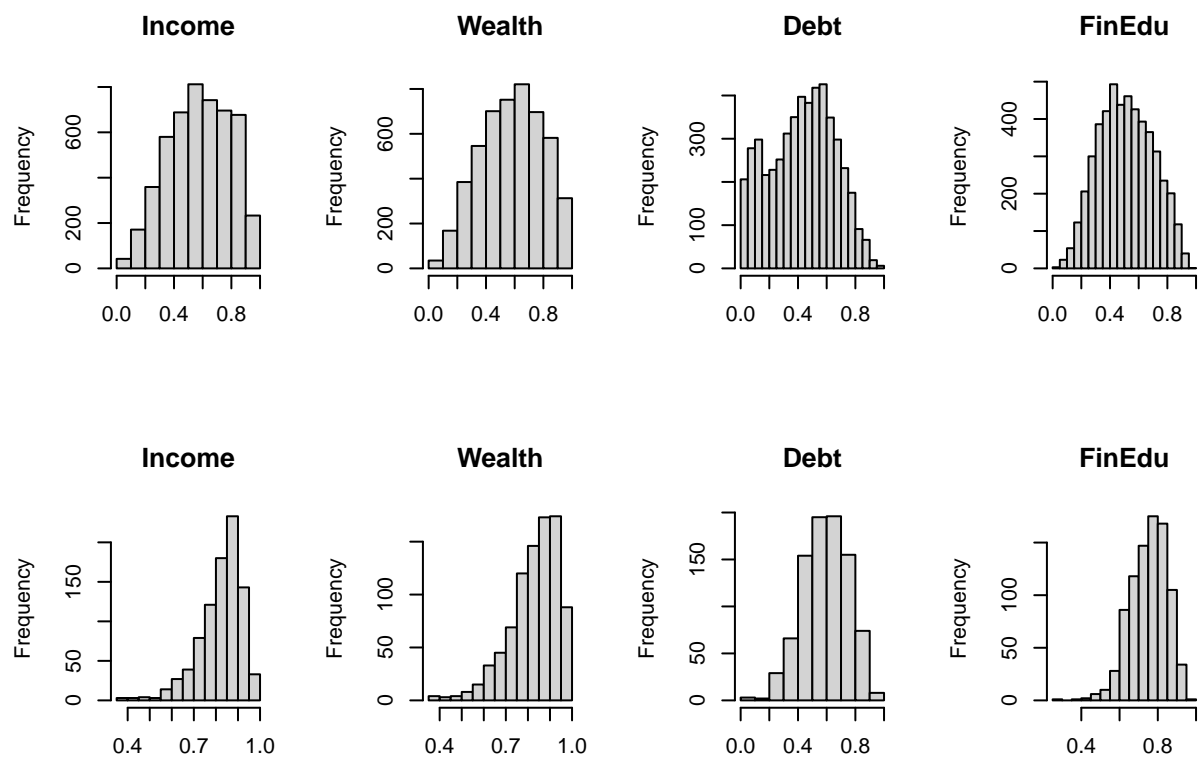 Income
Frequency
0 200 600
0.0 0.4 0.8
Wealth
Frequency
0 200 600
0.0 0.4 0.8
Debt
Frequency
0 100 300
0.0 0.4 0.8
FinEdu
Frequency
0 200 400
0.0 0.4 0.8
Income
Frequency
0 50 150
0.4 0.7 1.0
Wealth
Frequency
0 50 100
0.4 0.7 1.0
Debt
Frequency
0 50 150
0.0 0.4 0.8
FinEdu
Frequency
0 50 100
0.4 0.8